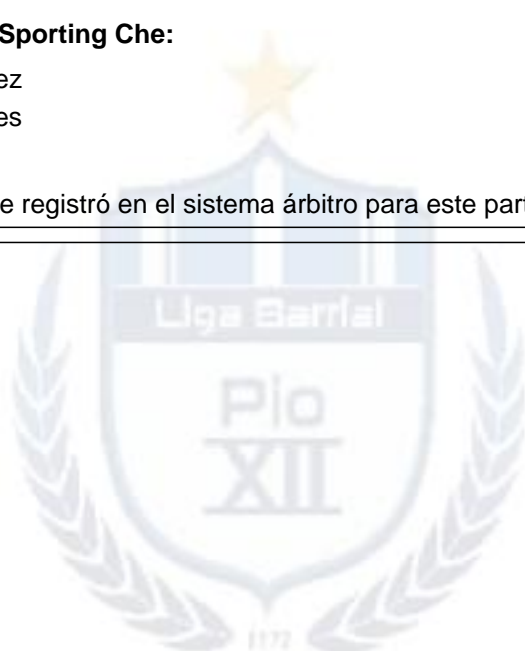 Sporting Che:
ez
es
e registró en el sistema árbitro para este part
Liga Barrial
Pio
XII